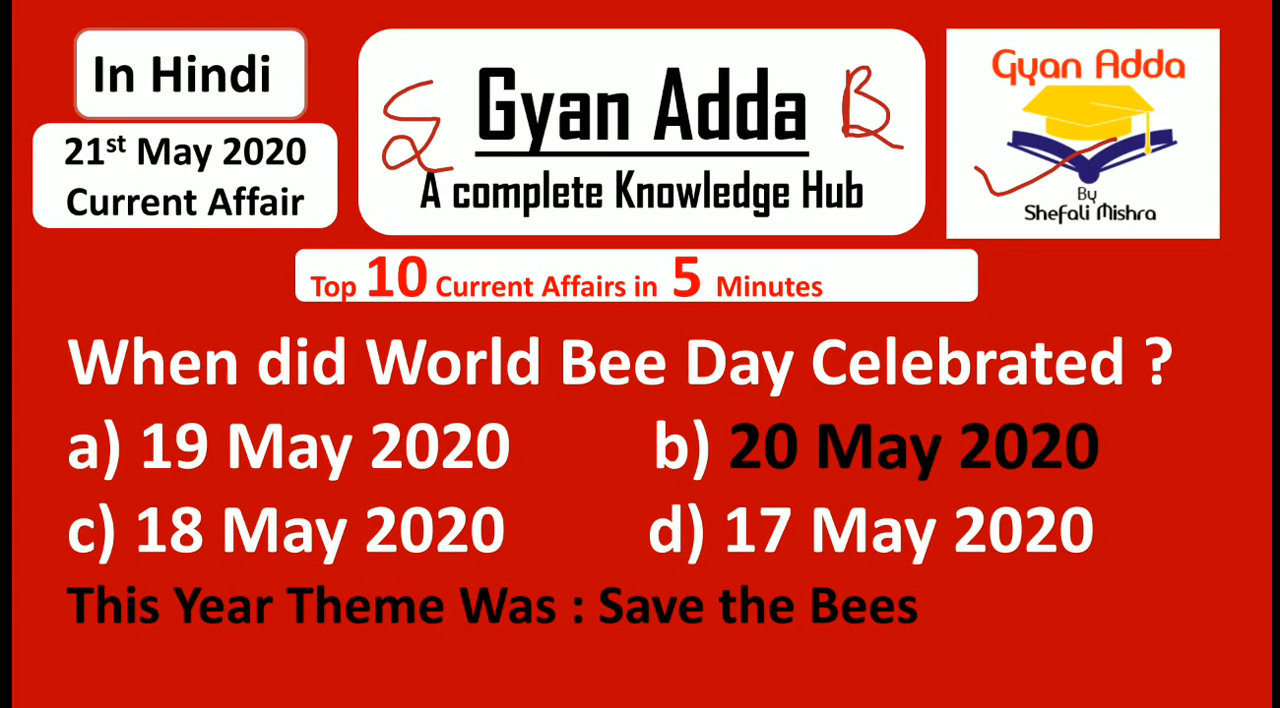 In Hindi
21st May 2020
Current Affair
Gyan Adda
A complete Knowledge Hub
B
Gyan Adda
By
Shefali Mishra
Top 10 Current Affairs in 5 Minutes
When did World Bee Day Celebrated ?
a) 19 May 2020 b) 20 May 2020
c) 18 May 2020 d) 17 May 2020
This Year Theme Was : Save the Bees